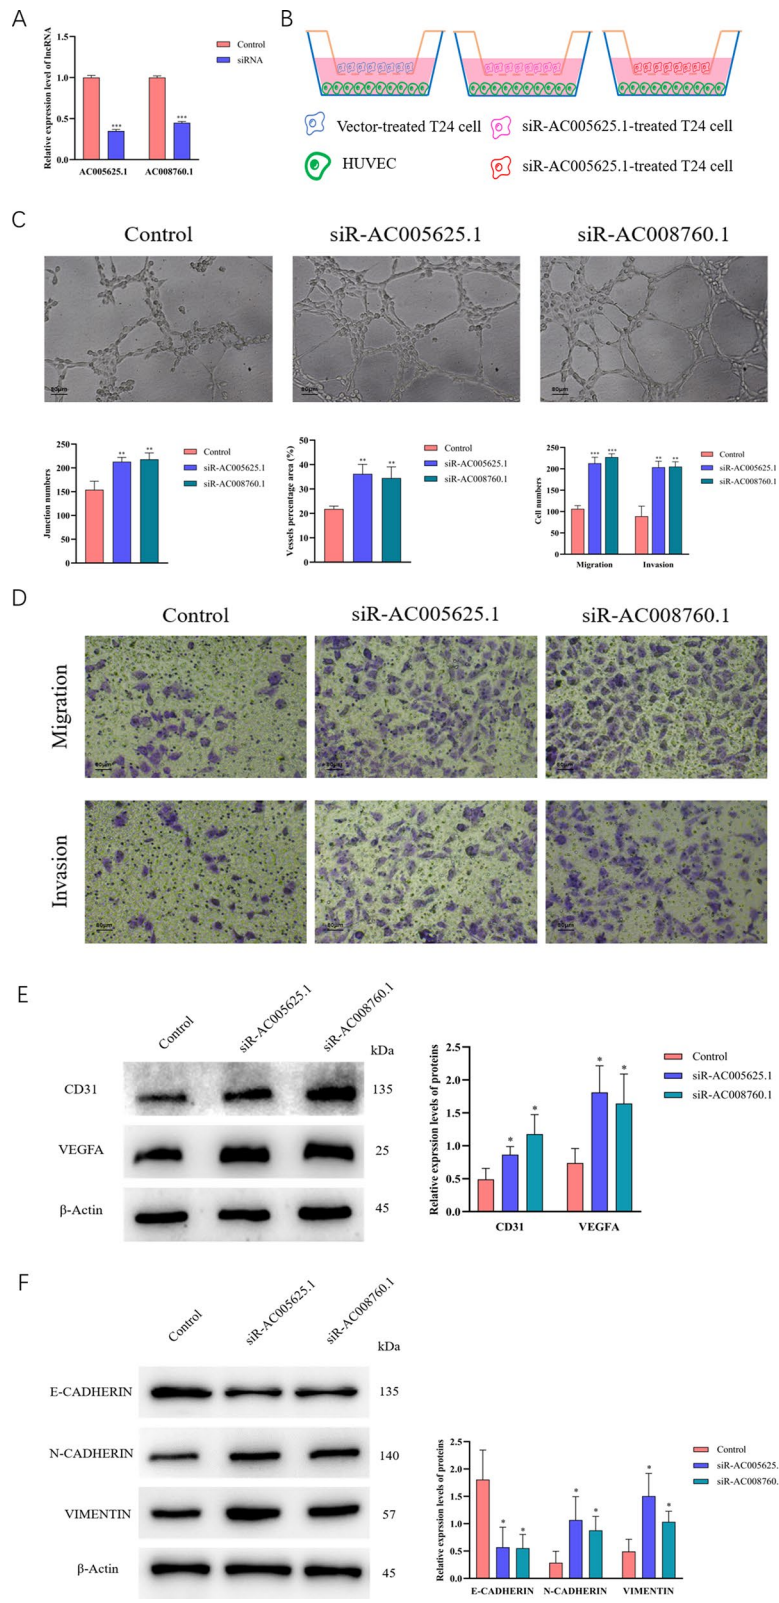 A
Relative expression level of lncRNA
1.5
1.0
0.5
0.0
***
***
AC005625.1
AC008760.1
Control
siRNA
B
Vector-treated T24 cell
siR-AC005625.1-treated T24 cell
HUVEC
siR-AC005625.1-treated T24 cell
C
Control
siR-AC005625.1
siR-AC008760.1
80μm
80μm
80μm
Junction numbers
250
200
150
100
50
0
**
**
Control
siR-AC005625.1
siR-AC008760.1
Vessels percentage area (%)
50
40
30
20
10
0
**
**
Control
siR-AC005625.1
siR-AC008760.1
Cell numbers
250
200
150
100
50
0
***
***
**
**
Migration
Invasion
Control
siR-AC005625.1
siR-AC008760.1
D
Control
siR-AC005625.1
siR-AC008760.1
Migration
80μm
80μm
80μm
Invasion
80μm
80μm
80μm
E
Control
siR-AC005625.1
siR-AC008760.1
kDa
CD31
135
VEGFA
25
β-Actin
45
Relative exprssion levels of proteins
2.5
2.0
1.5
1.0
0.5
0.0
*
*
*
*
CD31
VEGFA
Control
siR-AC005625.1
siR-AC008760.1
F
Control
siR-AC005625.1
siR-AC008760.1
kDa
E-CADHERIN
135
N-CADHERIN
140
VIMENTIN
57
β-Actin
45
Relative exprssion levels of proteins
2.5
2.0
1.5
1.0
0.5
0.0
*
*
*
*
*
*
E-CADHERIN
N-CADHERIN
VIMENTIN
Control
siR-AC005625.
siR-AC008760.